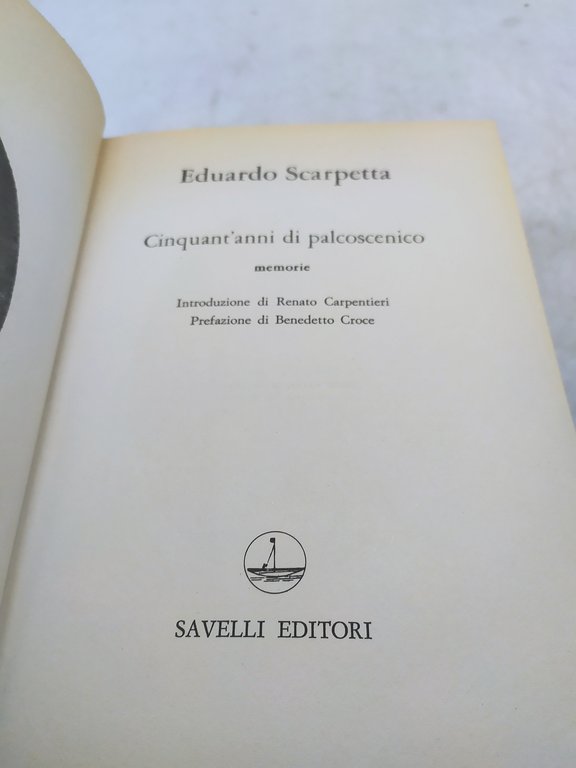 Eduardo Scarpetta
Cinquant'anni di palcoscenico
memorie
Introduzione di Renato Carpentieri
Prefazione di Benedetto Croce
SAVELLI EDITORI